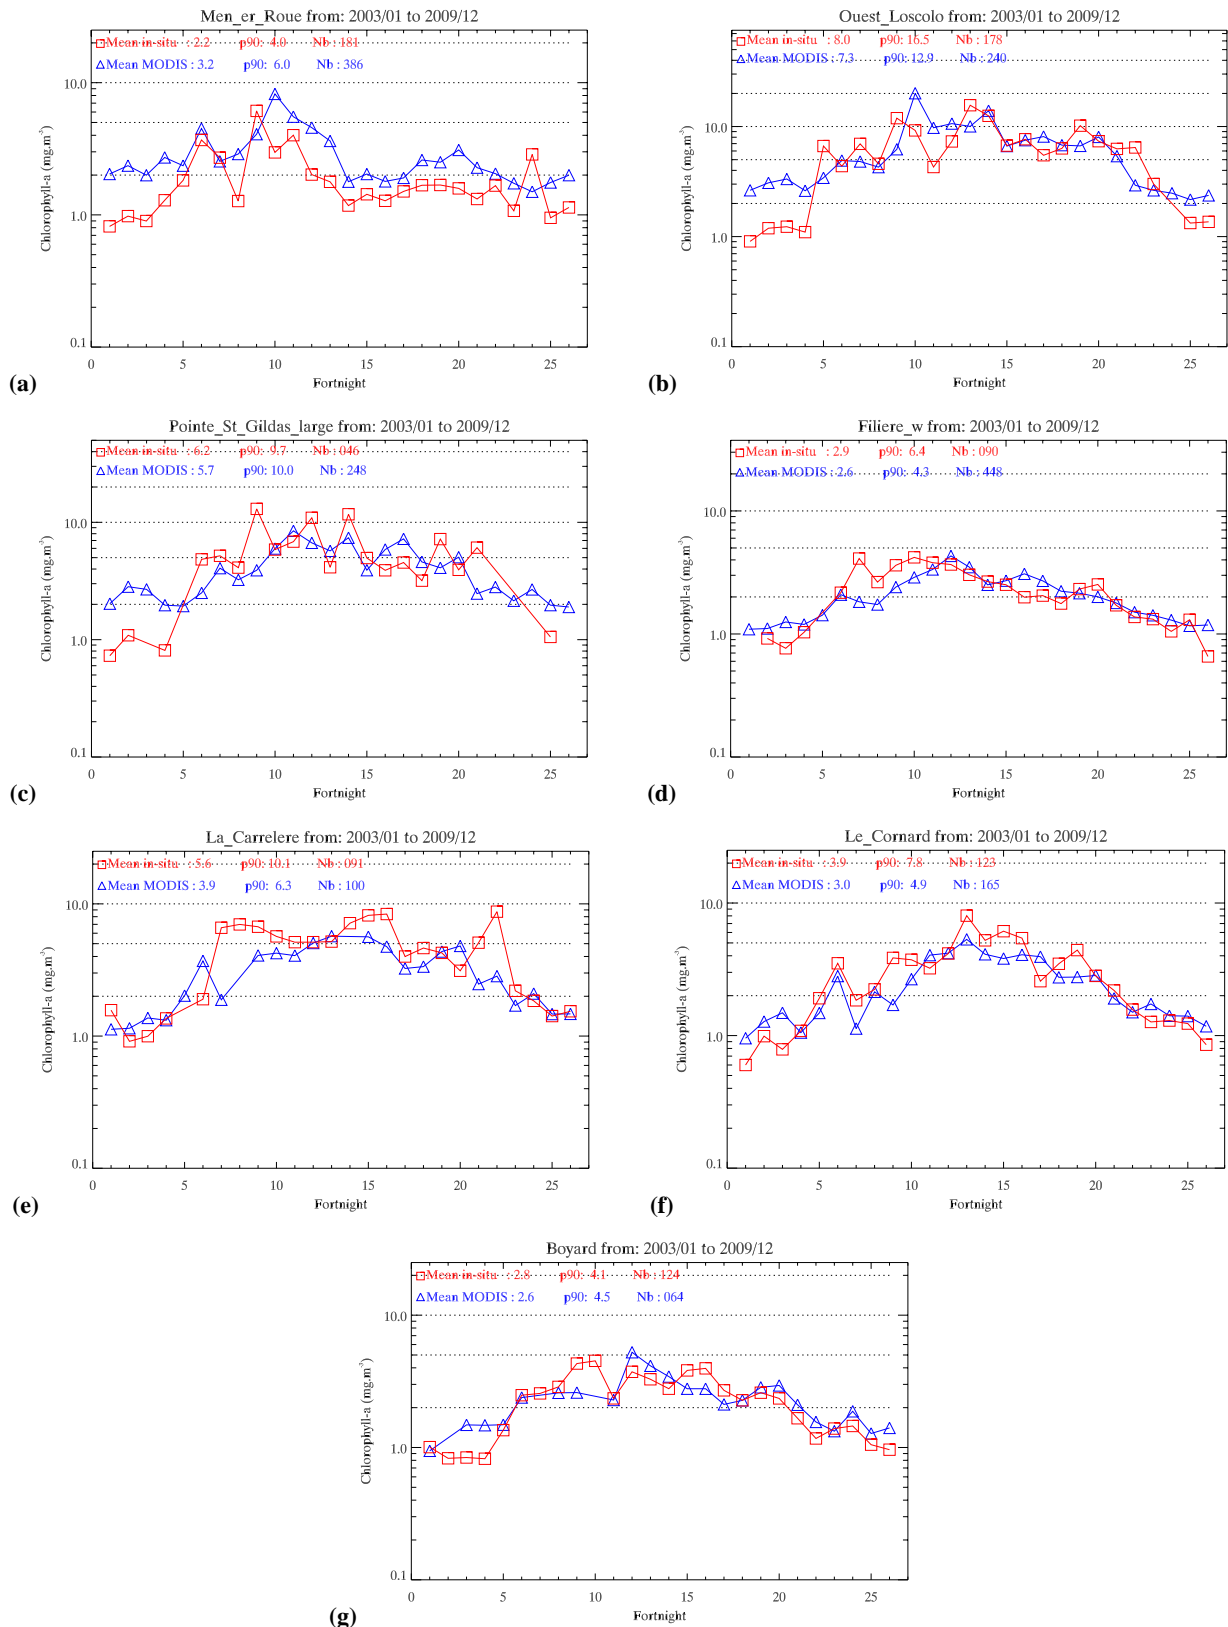 Men_er_Roue from: 2003/01 to 2009/12
Mean in-situ : 2.2 p90: 4.0 Nb : 181
Mean MODIS : 3.2 p90: 6.0 Nb : 386
10.0
1.0
0.1
Chlorophyll-a (mg.m⁻³)
0 5 10 15 20 25
Fortnight
(a)
Ouest_Loscolo from: 2003/01 to 2009/12
Mean in-situ : 8.0 p90: 16.5 Nb : 178
Mean MODIS : 7.3 p90: 12.9 Nb : 240
10.0
1.0
0.1
Chlorophyll-a (mg.m⁻³)
0 5 10 15 20 25
Fortnight
(b)
Pointe_St_Gildas_large from: 2003/01 to 2009/12
Mean in-situ : 6.2 p90: 9.7 Nb : 046
Mean MODIS : 5.7 p90: 10.0 Nb : 248
10.0
1.0
0.1
Chlorophyll-a (mg.m⁻³)
0 5 10 15 20 25
Fortnight
(c)
Filiere_w from: 2003/01 to 2009/12
Mean in-situ : 2.9 p90: 6.4 Nb : 090
Mean MODIS : 2.6 p90: 4.3 Nb : 448
10.0
1.0
0.1
Chlorophyll-a (mg.m⁻³)
0 5 10 15 20 25
Fortnight
(d)
La_Carrelere from: 2003/01 to 2009/12
Mean in-situ : 5.6 p90: 10.1 Nb : 091
Mean MODIS : 3.9 p90: 6.3 Nb : 100
10.0
1.0
0.1
Chlorophyll-a (mg.m⁻³)
0 5 10 15 20 25
Fortnight
(e)
Le_Cornard from: 2003/01 to 2009/12
Mean in-situ : 3.9 p90: 7.8 Nb : 123
Mean MODIS : 3.0 p90: 4.9 Nb : 165
10.0
1.0
0.1
Chlorophyll-a (mg.m⁻³)
0 5 10 15 20 25
Fortnight
(f)
Boyard from: 2003/01 to 2009/12
Mean in-situ : 2.8 p90: 4.1 Nb : 124
Mean MODIS : 2.6 p90: 4.5 Nb : 064
10.0
1.0
0.1
Chlorophyll-a (mg.m⁻³)
0 5 10 15 20 25
Fortnight
(g)